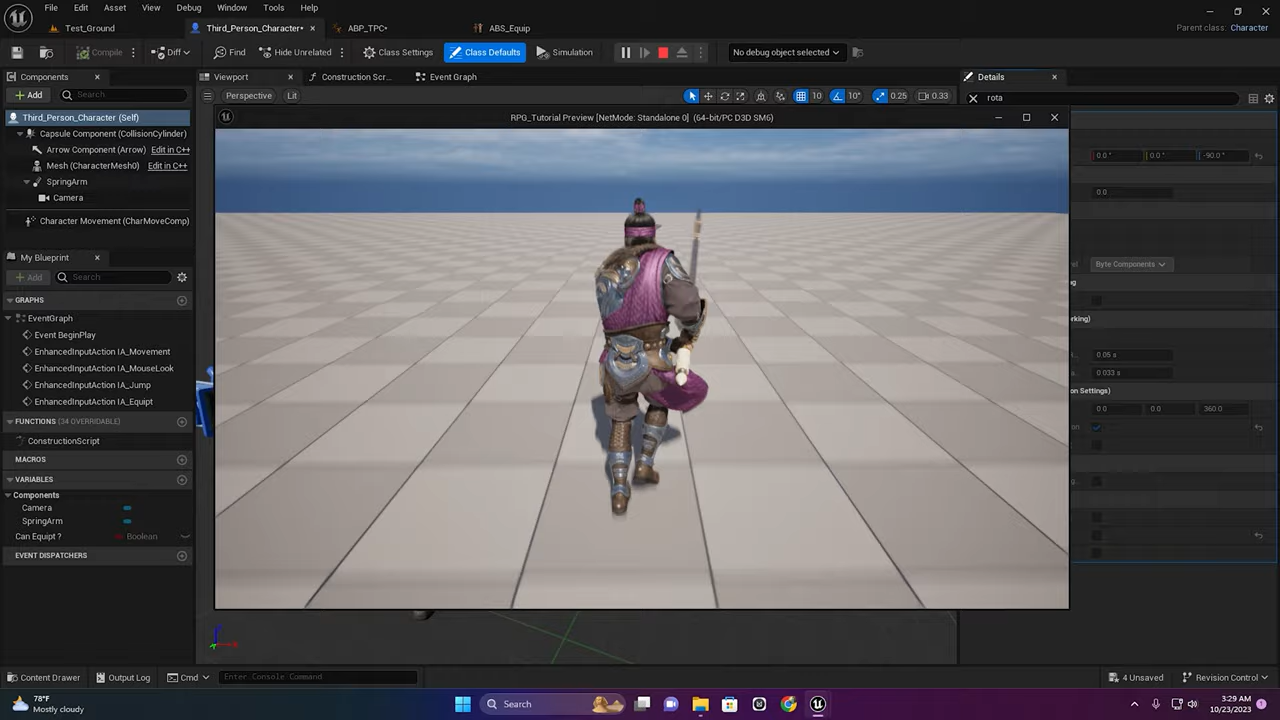 File Edit Asset View Debug Window Tools Help
Test_Ground
Third_Person_Character•
ABP_TPC•
ABS_Equip
Parent class: Character
Compile
Diff
Find
Hide Unrelated
Class Settings
Class Defaults
Simulation
No debug object selected
Components
Viewport
Construction Scr...
Event Graph
Details
Add
Search
Perspective
Lit
10
10°
0.25
0.33
rota
Third_Person_Character (Self)
Capsule Component (CollisionCylinder)
Arrow Component (Arrow) Edit in C++
Mesh (CharacterMesh0) Edit in C++
SpringArm
Camera
Character Movement (CharMoveComp)
RPG_Tutorial Preview [NetMode: Standalone 0] (64-bit/PC D3D SM6)
0.0 ° 0.0 ° -90.0 °
0.0
Byte Components
0.05 s
0.033 s
on Settings)
0.0 0.0 360.0
My Blueprint
Add
Search
GRAPHS
EventGraph
Event BeginPlay
EnhancedInputAction IA_Movement
EnhancedInputAction IA_MouseLook
EnhancedInputAction IA_Jump
EnhancedInputAction IA_Equipt
FUNCTIONS (34 OVERRIDABLE)
ConstructionScript
MACROS
VARIABLES
Components
Camera
SpringArm
Can Equipt ? Boolean
EVENT DISPATCHERS
Content Drawer
Output Log
Cmd
Enter Console Command
4 Unsaved
Revision Control
78°F
Mostly cloudy
Search
3:29 AM
10/23/2023